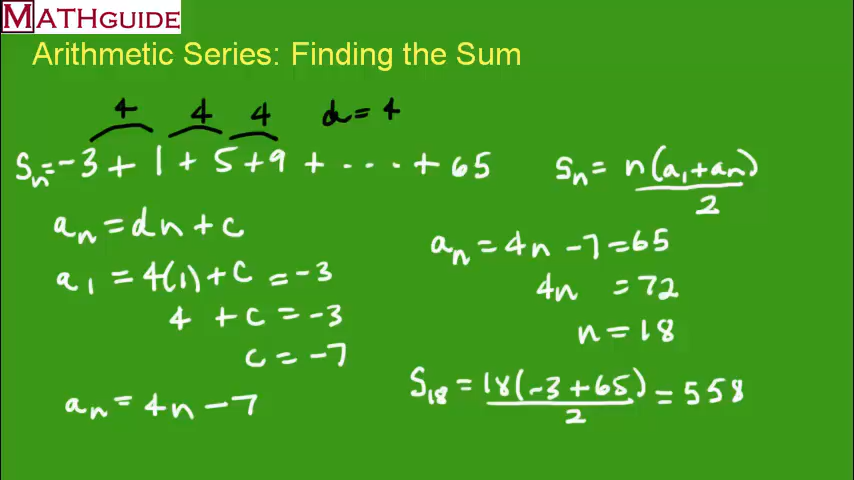 MATHGUIDE
Arithmetic Series: Finding the Sum
4 4 4 d = 4
Sn = -3 + 1 + 5 + 9 + ... + 65
an = dn + c
a1 = 4(1) + c = -3
4 + c = -3
c = -7
an = 4n - 7
Sn = n(a1 + an)
2
an = 4n - 7 = 65
4n = 72
n = 18
S18 = 18(-3 + 65) = 558
2